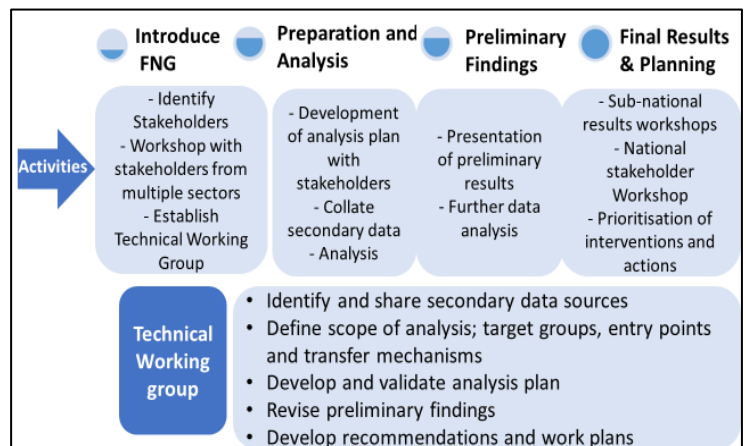 Introduce
FNG
Preparation and
Analysis
Preliminary
Findings
Final Results
& Planning
Activities
- Identify
Stakeholders
- Workshop with
stakeholders from
multiple sectors
- Establish
Technical Working
Group
- Development
of analysis plan
with
stakeholders
- Collate
secondary data
- Analysis
- Presentation
of preliminary
results
- Further data
analysis
- Sub-national
results workshops
- National
stakeholder
Workshop
- Prioritisation of
interventions and
actions
Technical
Working
group
• Identify and share secondary data sources
• Define scope of analysis; target groups, entry points
and transfer mechanisms
• Develop and validate analysis plan
• Revise preliminary findings
• Develop recommendations and work plans